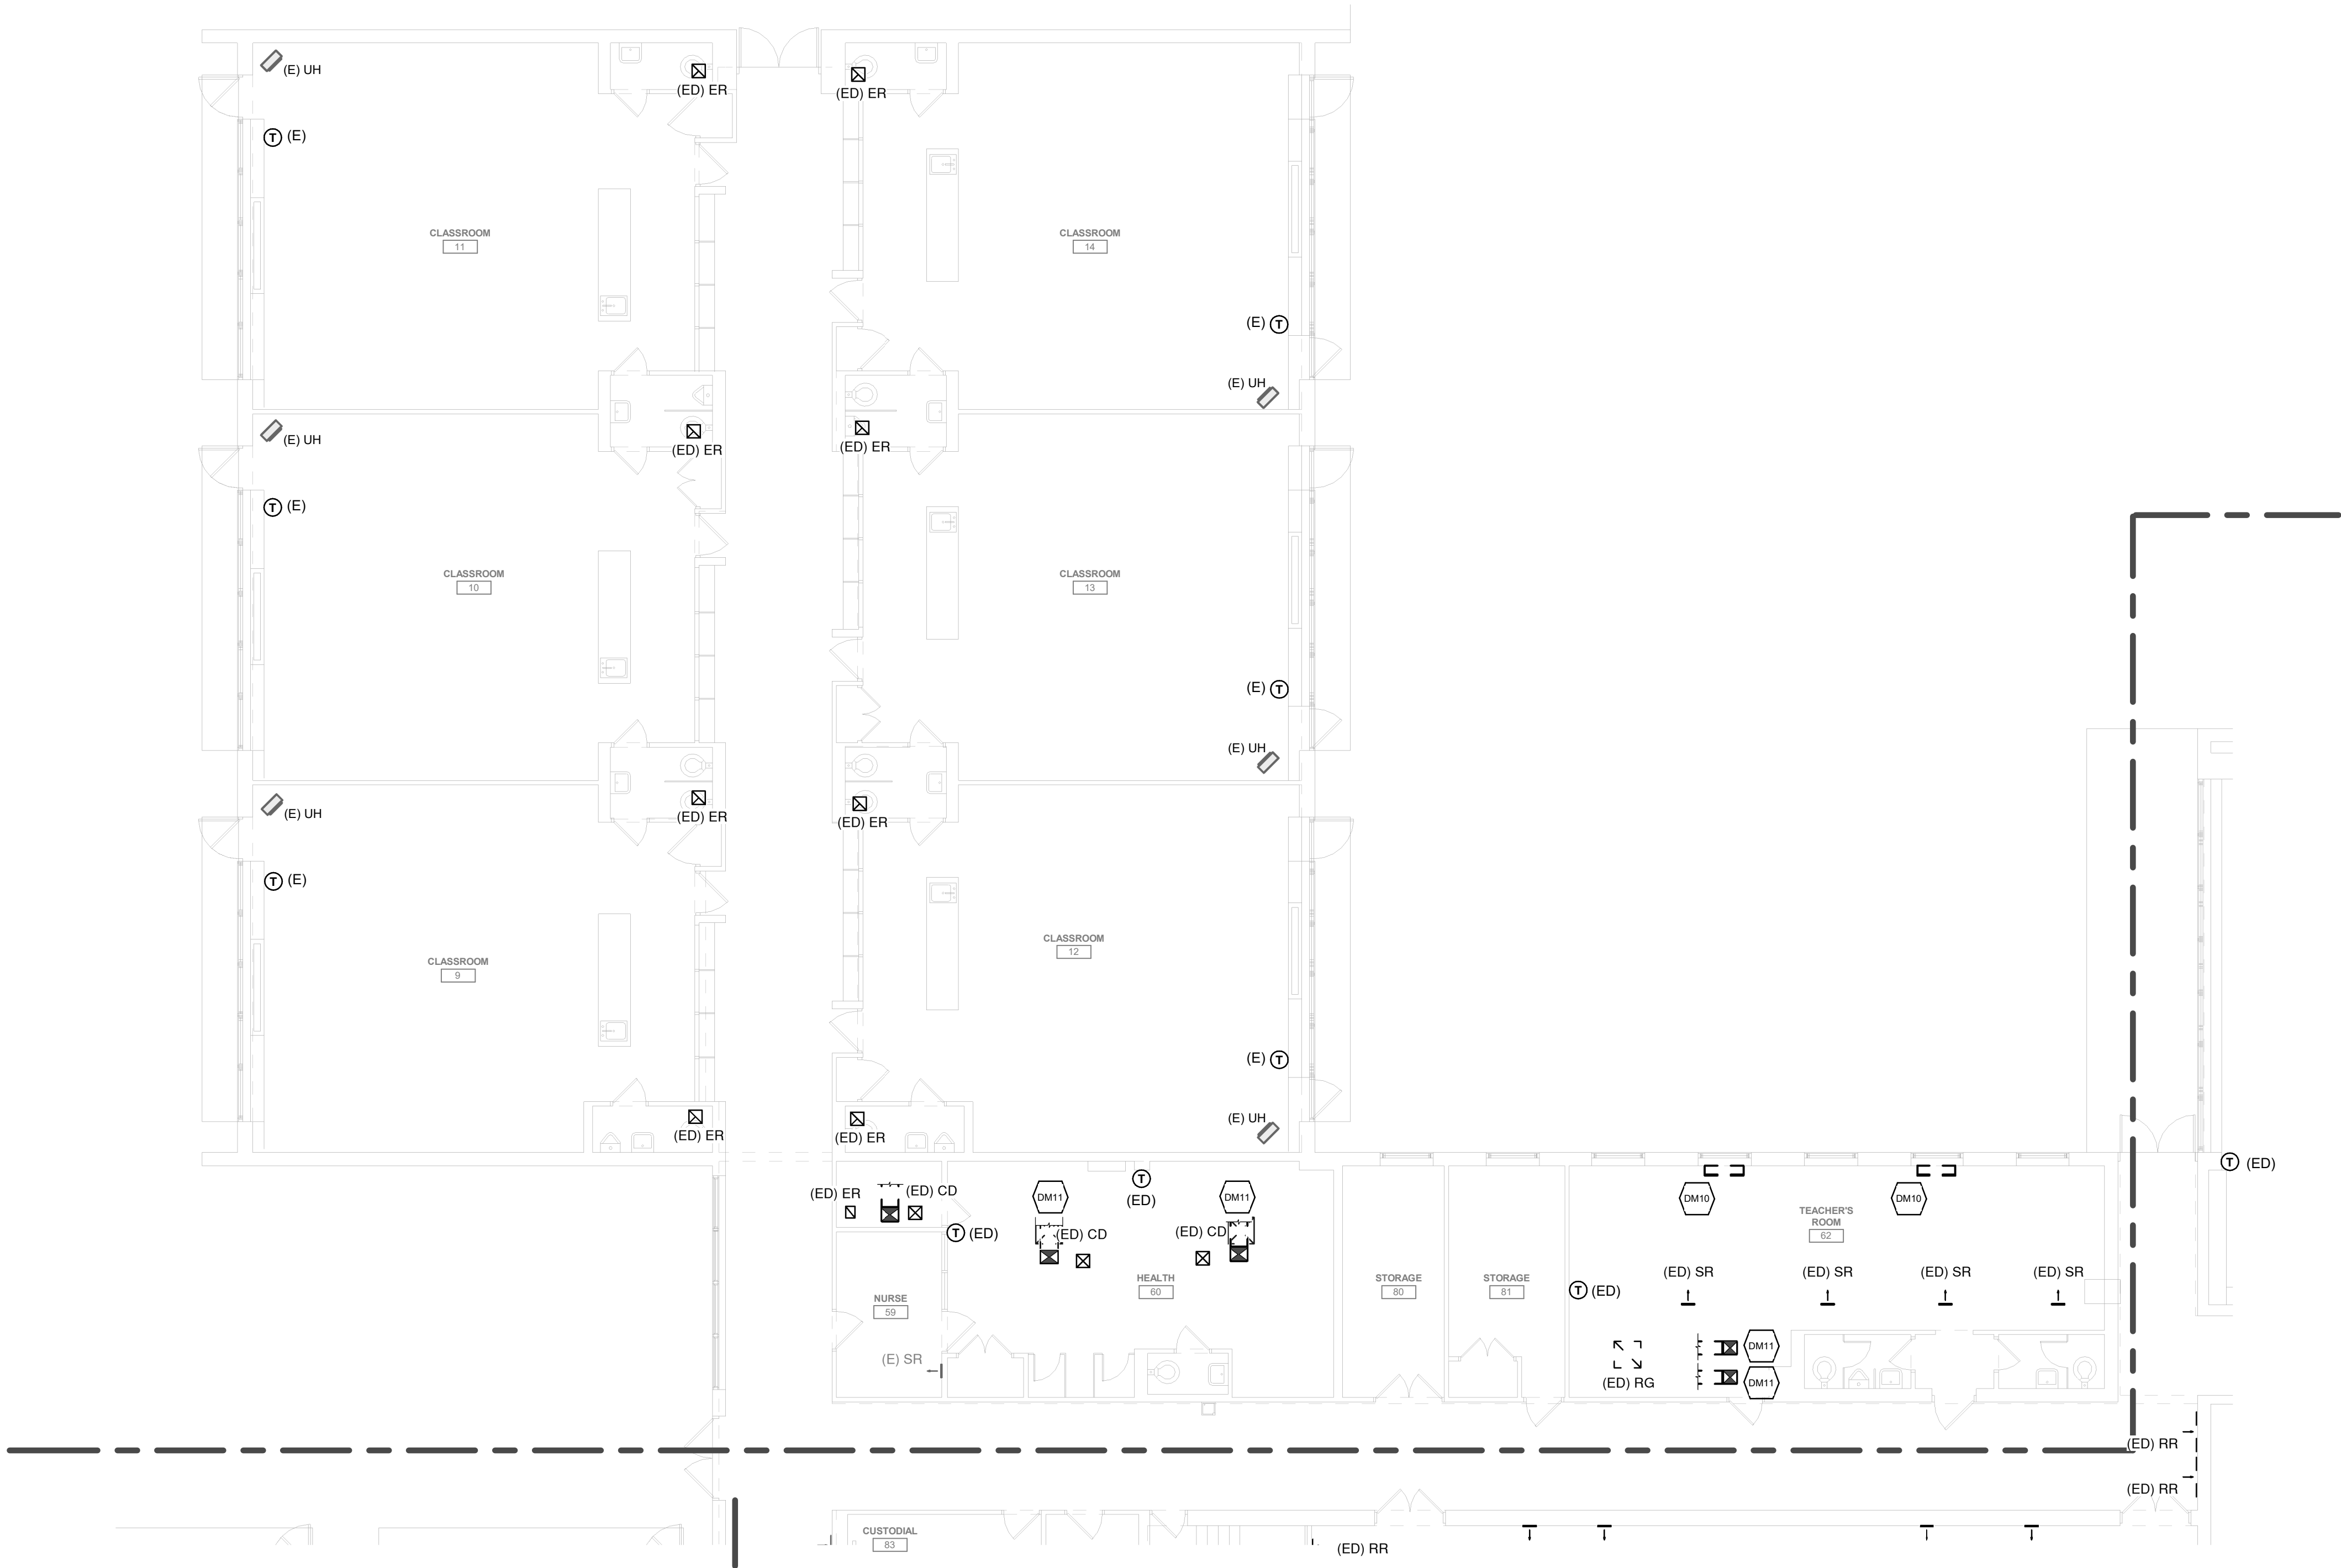 (E) UH
(ED) ER
(ED) ER
T (E)
CLASSROOM
11
CLASSROOM
14
(E) T
(E) UH
(E) UH
(ED) ER
(ED) ER
T (E)
CLASSROOM
10
CLASSROOM
13
(E) T
(E) UH
(E) UH
(ED) ER
(ED) ER
T (E)
CLASSROOM
9
CLASSROOM
12
(E) T
(E) UH
(ED) ER
(ED) ER
T (ED)
(ED) ER
(ED) CD
DM11
T
(ED)
DM11
DM10
DM10
TEACHER'S
ROOM
62
T (ED)
(ED) CD
(ED) CD
HEALTH
60
STORAGE
80
STORAGE
81
T (ED)
(ED) SR
(ED) SR
(ED) SR
(ED) SR
NURSE
59
(E) SR
(ED) RG
DM11
DM11
(ED) RR
(ED) RR
CUSTODIAL
83
(ED) RR